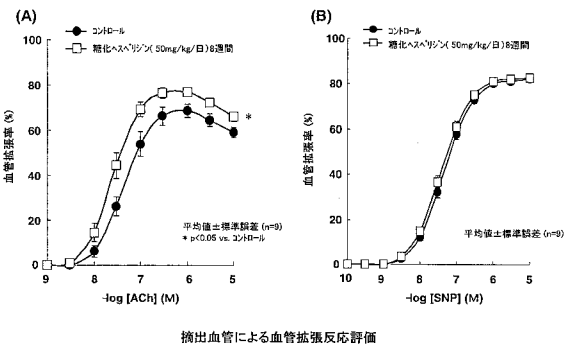 (A)
コントロール
糖化ヘスペリジン(50mg/kg/日)8週間
100
80
60
40
20
0
血管拡張率(%)
*
平均値±標準誤差(n=9)
* p<0.05 vs. コントロール
9 8 7 6 5
-log [ACh] (M)
(B)
コントロール
糖化ヘスペリジン(50mg/kg/日)8週間
100
80
60
40
20
0
血管拡張率(%)
平均値±標準誤差(n=9)
10 9 8 7 6 5
-log [SNP] (M)
摘出血管による血管拡張反応評価